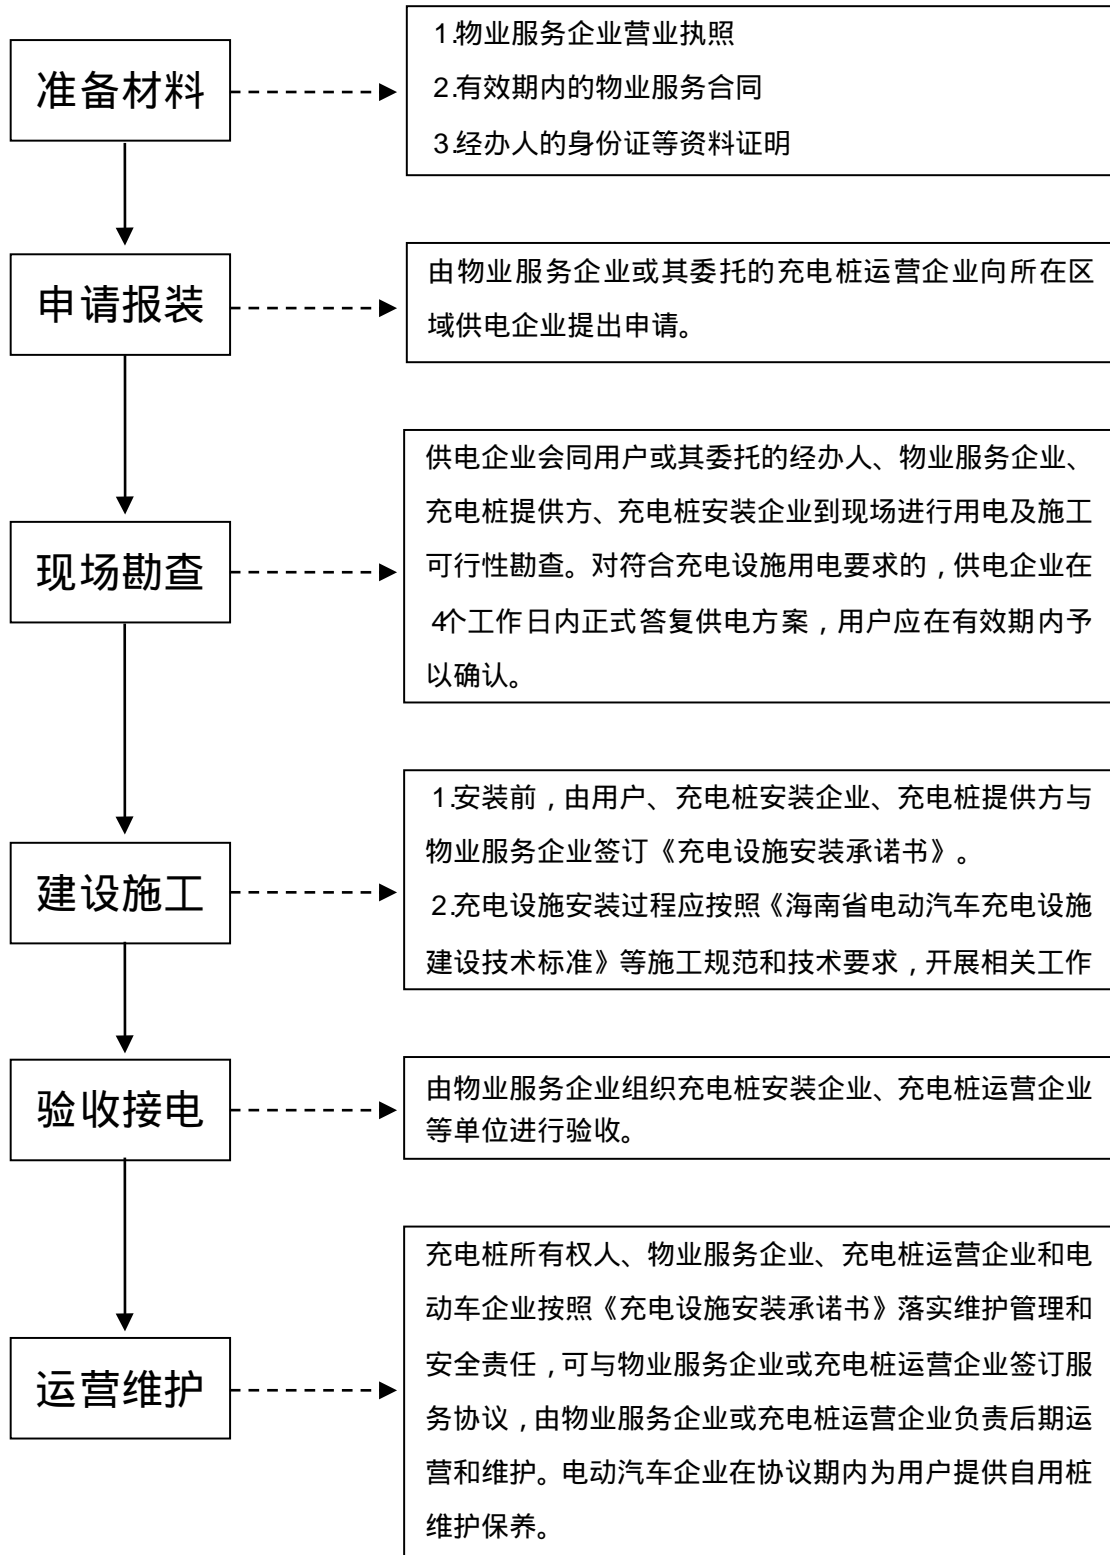 准备材料
1.物业服务企业营业执照
2.有效期内的物业服务合同
3.经办人的身份证等资料证明
申请报装
由物业服务企业或其委托的充电桩运营企业向所在区
域供电企业提出申请。
现场勘查
供电企业会同用户或其委托的经办人、物业服务企业、
充电桩提供方、充电桩安装企业到现场进行用电及施工
可行性勘查。对符合充电设施用电要求的，供电企业在
4个工作日内正式答复供电方案，用户应在有效期内予
以确认。
建设施工
1.安装前，由用户、充电桩安装企业、充电桩提供方与
物业服务企业签订《充电设施安装承诺书》。
2.充电设施安装过程应按照《海南省电动汽车充电设施
建设技术标准》等施工规范和技术要求，开展相关工作
验收接电
由物业服务企业组织充电桩安装企业、充电桩运营企业
等单位进行验收。
运营维护
充电桩所有权人、物业服务企业、充电桩运营企业和电
动车企业按照《充电设施安装承诺书》落实维护管理和
安全责任，可与物业服务企业或充电桩运营企业签订服
务协议，由物业服务企业或充电桩运营企业负责后期运
营和维护。电动汽车企业在协议期内为用户提供自用桩
维护保养。